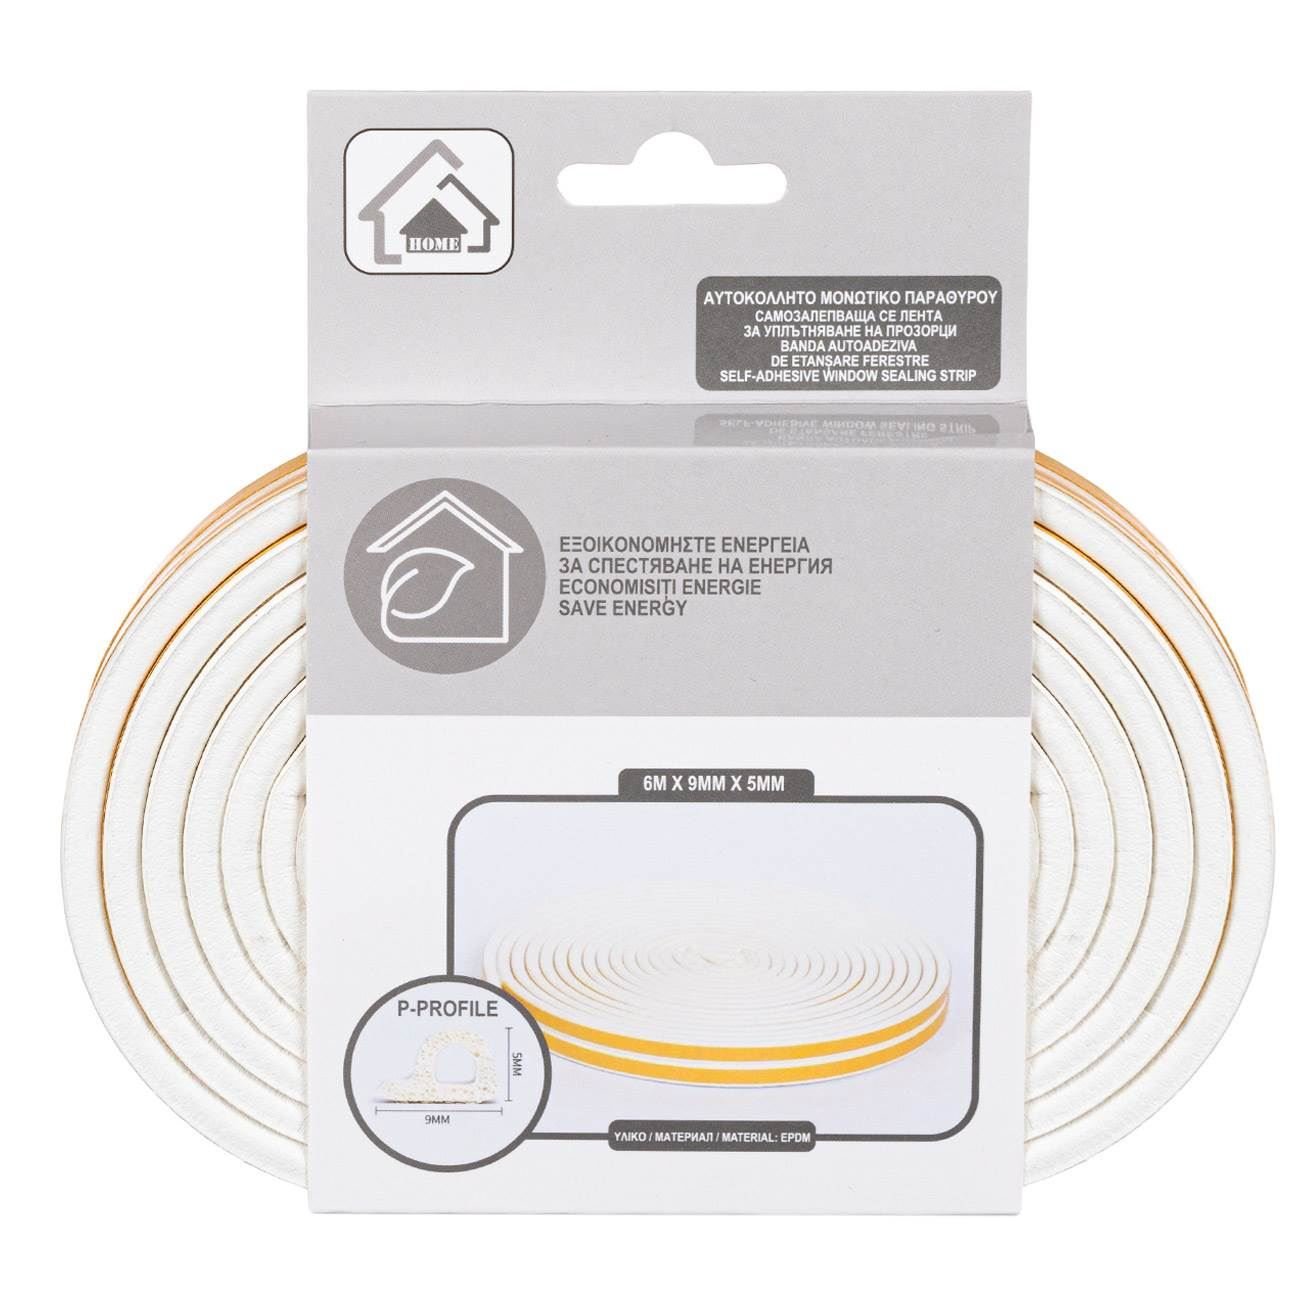 HOME
ΑΥΤΟΚΟΛΛΗΤΟ ΜΟΝΩΤΙΚΟ ΠΑΡΑΘΥΡΟΥ
САМОЗАЛЕПВАЩА СЕ ЛЕНТА
ЗА УПЛЪТНЯВАНЕ НА ПРОЗОРЦИ
BANDA AUTOADEZIVA
DE ETANȘARE FERESTRE
SELF-ADHESIVE WINDOW SEALING STRIP
ΕΞΟΙΚΟΝΟΜΗΣΤΕ ΕΝΕΡΓΕΙΑ
ЗА СПЕСТЯВАНЕ НА ЕНЕРГИЯ
ECONOMISIȚI ENERGIE
SAVE ENERGY
6M X 9MM X 5MM
P-PROFILE
5MM
9MM
ΥΛΙΚΟ / МАТЕРИАЛ / MATERIAL: EPDM